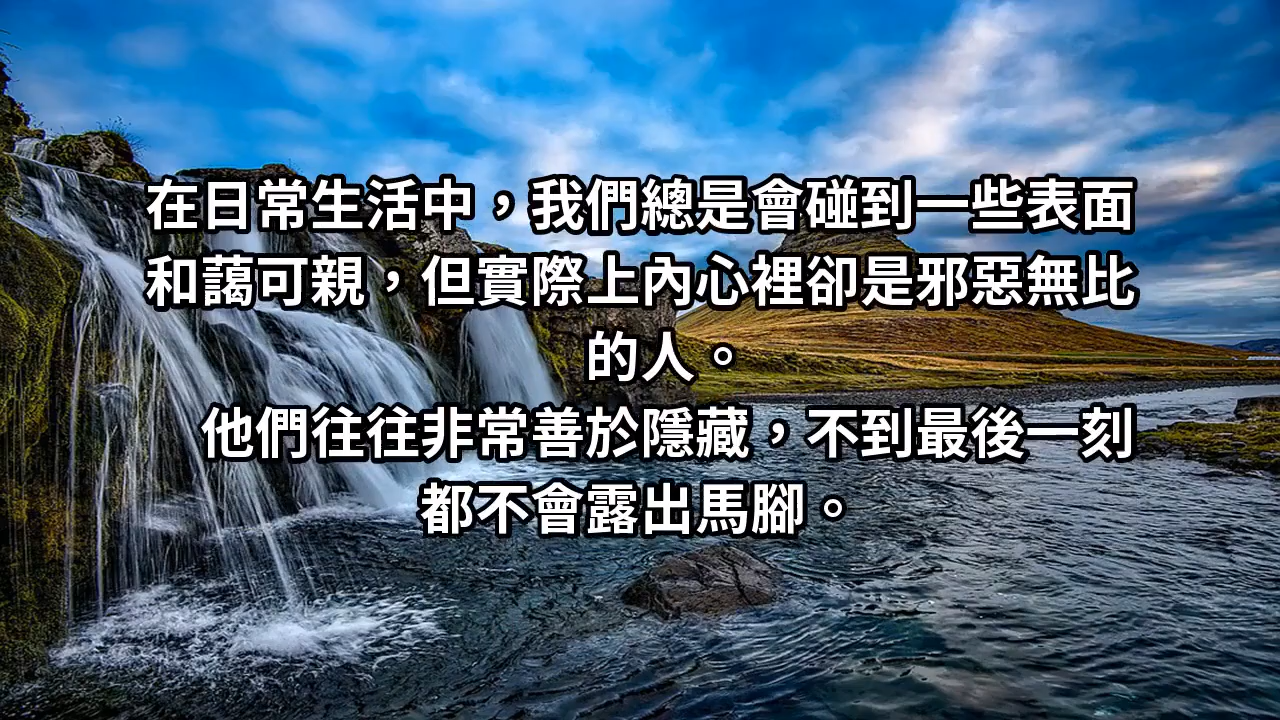 在日常生活中，我們總是會碰到一些表面
和藹可親，但實際上內心裡卻是邪惡無比
的人。
他們往往非常善於隱藏，不到最後一刻
都不會露出馬腳。